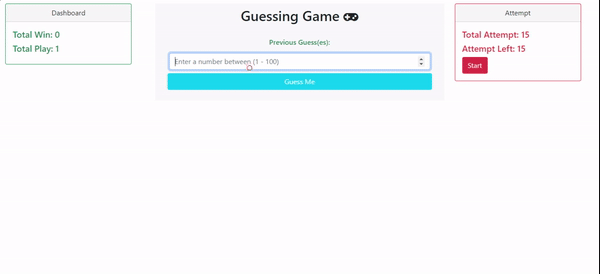 Dashboard
Total Win: 0
Total Play: 1
Guessing Game
Previous Guess(es):
Enter a number between (1 - 100)
Guess Me
Attempt
Total Attempt: 15
Attempt Left: 15
Start